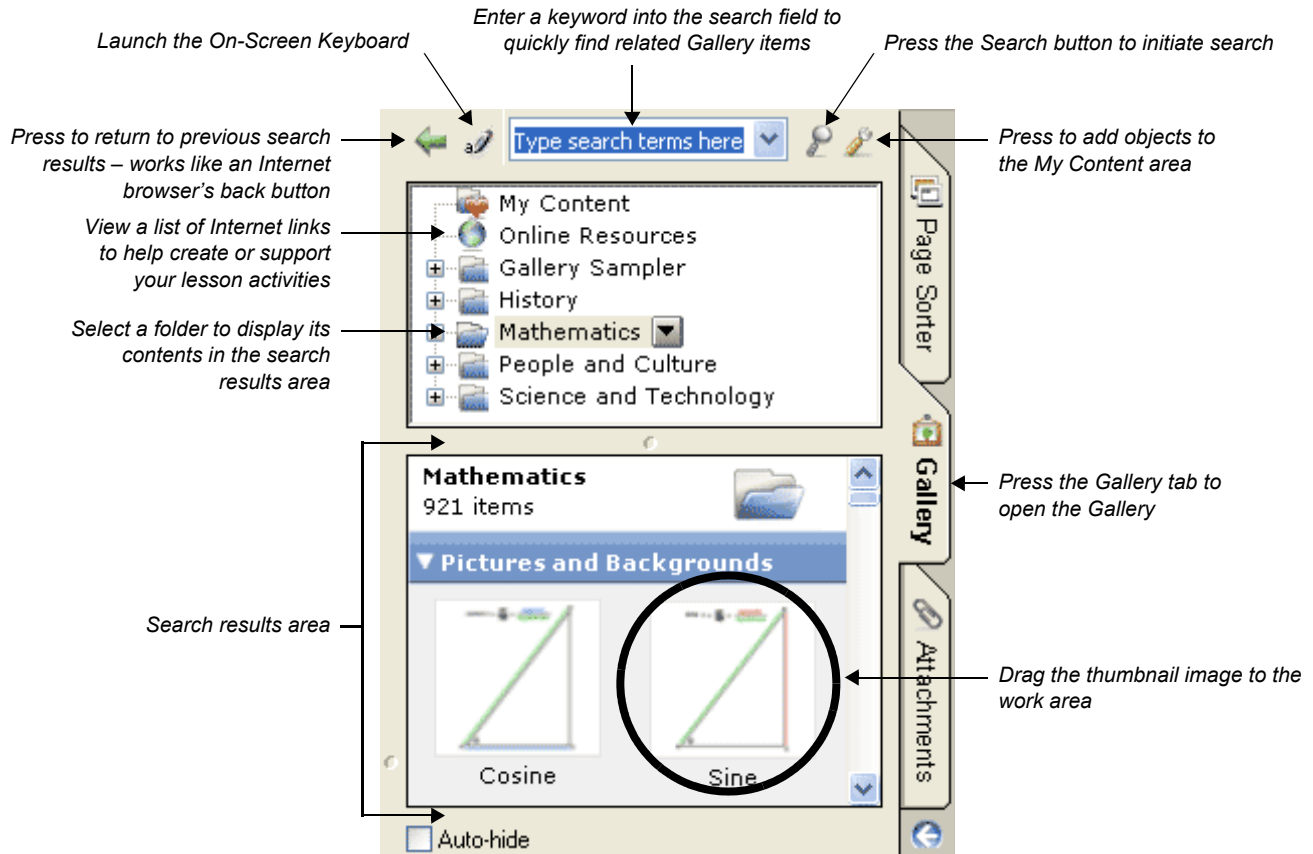 Enter a keyword into the search field to
quickly find related Gallery items
Launch the On-Screen Keyboard
Press the Search button to initiate search
Press to return to previous search
results – works like an Internet
browser's back button
Type search terms here
Press to add objects to
the My Content area
View a list of Internet links
to help create or support
your lesson activities
Select a folder to display its
contents in the search
results area
My Content
Online Resources
Gallery Sampler
History
Mathematics
People and Culture
Science and Technology
Page Sorter
Gallery
Attachments
Press the Gallery tab to
open the Gallery
Mathematics
921 items
Pictures and Backgrounds
Search results area
Cosine
Sine
Drag the thumbnail image to the
work area
Auto-hide